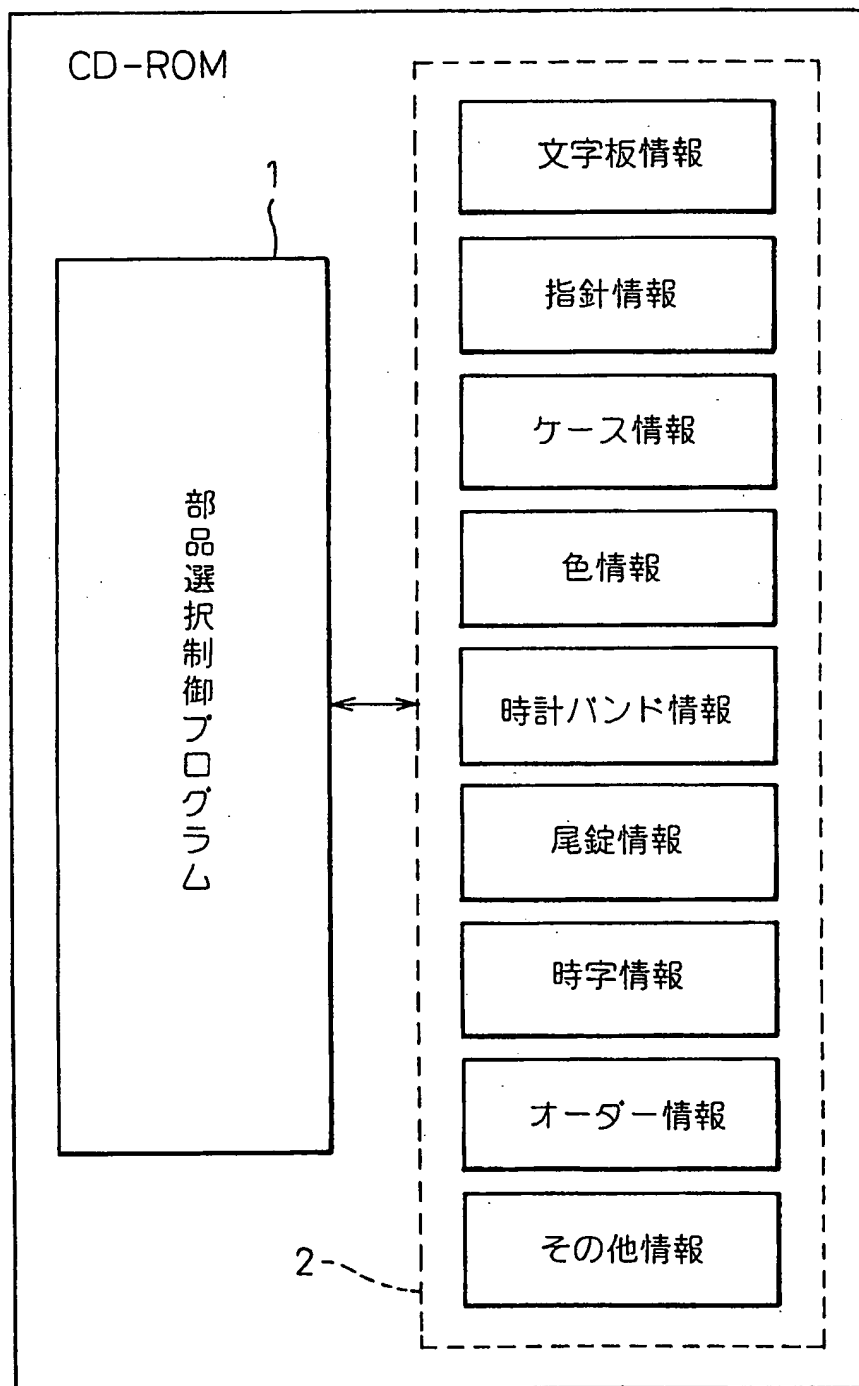 CD-ROM
1
部品選択制御プログラム
文字板情報
指針情報
ケース情報
色情報
時計バンド情報
尾錠情報
時字情報
オーダー情報
その他情報
2